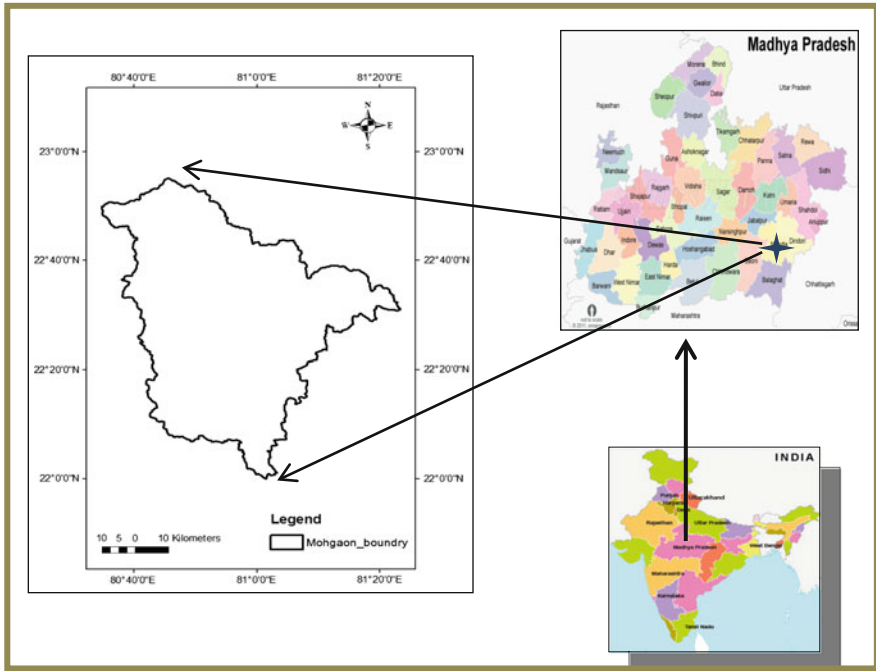 80°40'0"E 81°0'0"E 81°20'0"E
N
W E
S
23°0'0"N 23°0'0"N
22°40'0"N 22°40'0"N
22°20'0"N 22°20'0"N
22°0'0"N 22°0'0"N
Legend
10 5 0 10 Kilometers
Mohgaon_boundry
80°40'0"E 81°0'0"E 81°20'0"E
Madhya Pradesh
Morena Bhind
Gwalior
Datia
Uttar Pradesh
Sheopur
Rajasthan
Shivpuri
Tikamgarh
Chhatarpur
Rewa
Neemuch
Ashoknagar
Panna
Satna
Guna
Sidhi
Mandsaur
Rajgarh
Vidisha
Sagar
Damoh
Katni
Umaria
Ratlam
Shajapur
Shahdol
Ujjain
Bhopal
Raisen
Jabalpur
Anuppur
Narsinghpur
Gujarat
Jhabua
Indore
Dewas
Hoshangabad
Dindori
Dhar
Harda
Barwani
West Nimar
East Nimar
Balaghat
Chhattisgarh
Maharashtra
INDIA
Punjab
Uttarakhand
Haryana
Rajasthan
Uttar Pradesh
Madhya Pradesh
West Bengal
Maharashtra
Karnataka
Tamil Nadu